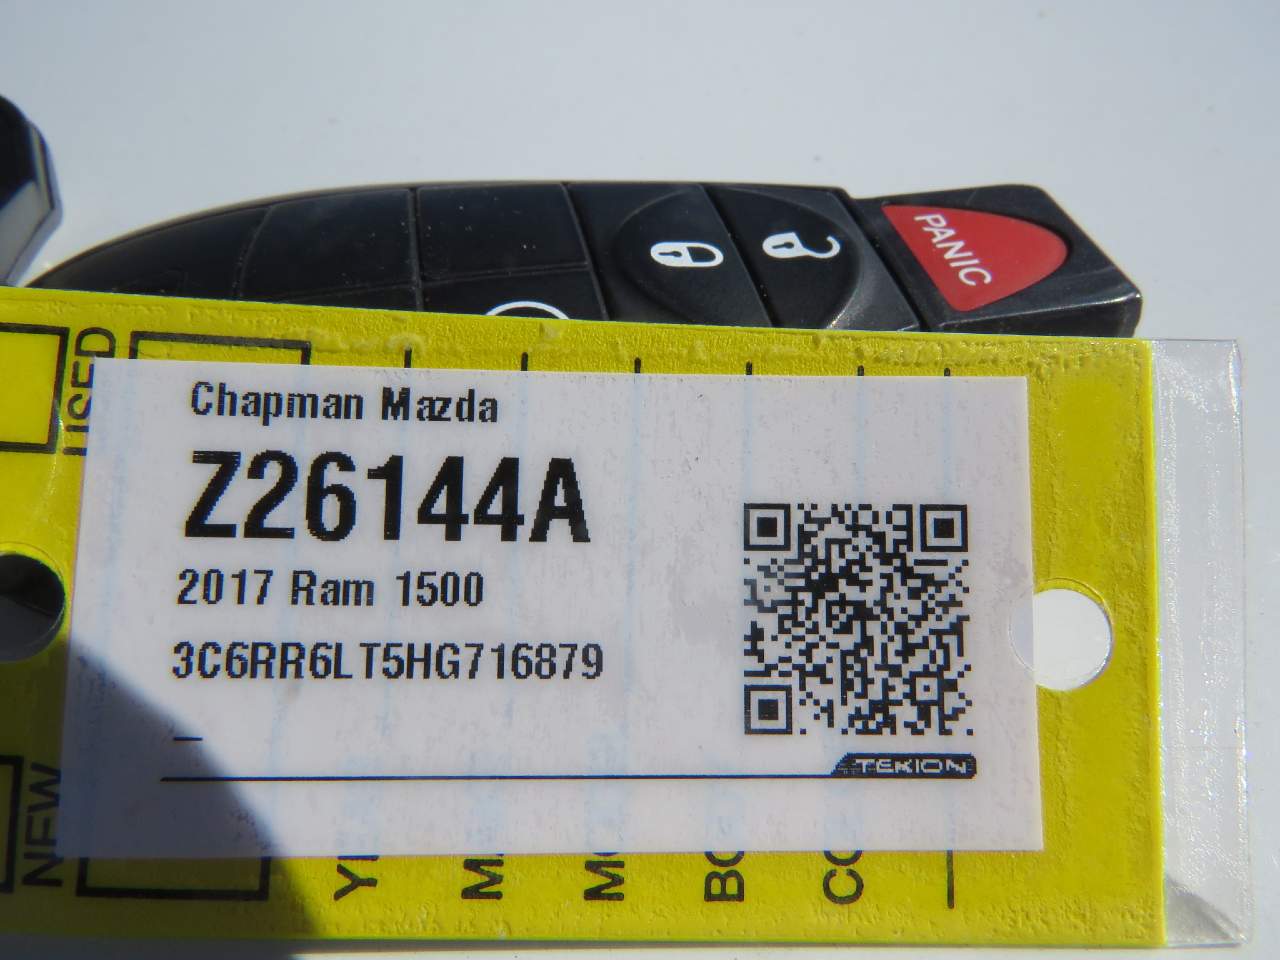 PANIC
USED
Chapman Mazda
Z26144A
2017 Ram 1500
3C6RR6LT5HG716879
TEKION
NEW